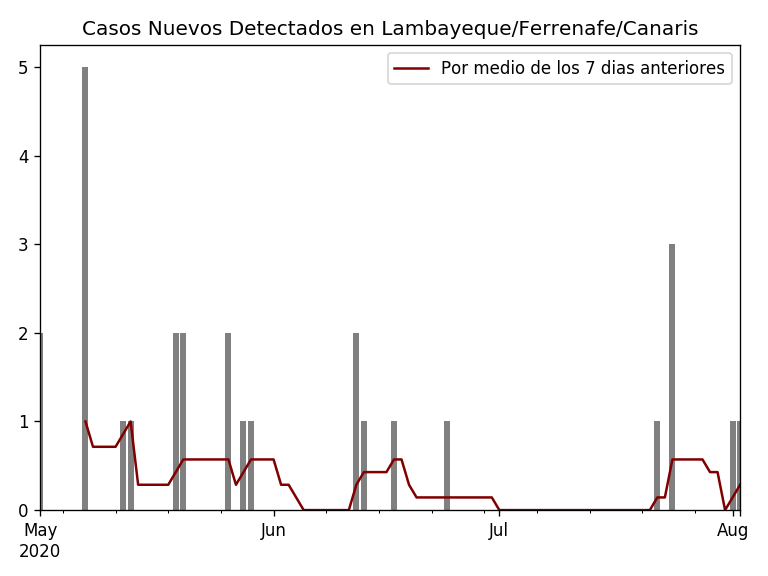 Casos Nuevos Detectados en Lambayeque/Ferrenafe/Canaris
Por medio de los 7 dias anteriores
5
4
3
2
1
0
May Jun Jul Aug
2020